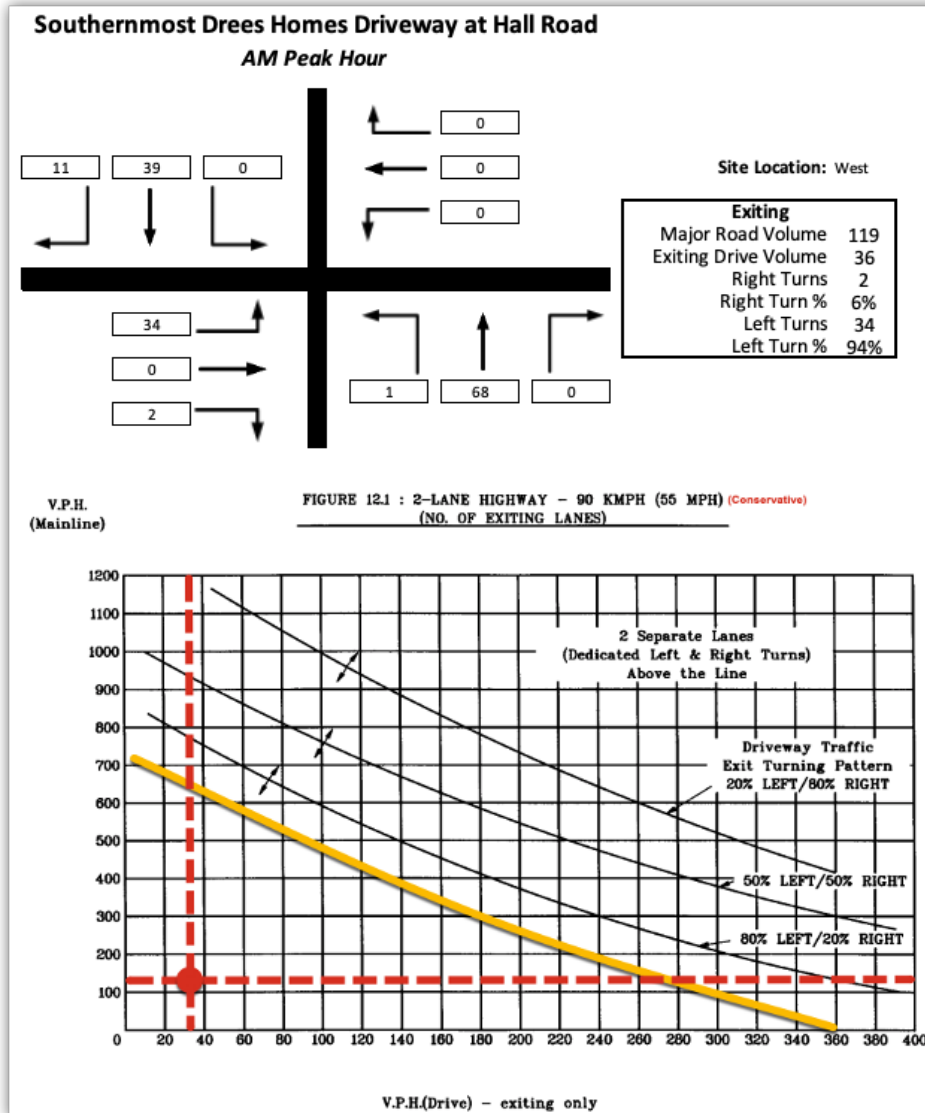 Southernmost Drees Homes Driveway at Hall Road
AM Peak Hour
0
11 39 0
0
Site Location: West
0
Exiting
Major Road Volume 119
Exiting Drive Volume 36
Right Turns 2
Right Turn % 6%
Left Turns 34
Left Turn % 94%
34
0
2
1 68 0
V.P.H.
(Mainline)
FIGURE 12.1 : 2-LANE HIGHWAY - 90 KMPH (55 MPH) (Conservative)
(NO. OF EXITING LANES)
1200
1100
1000
900
800
700
600
500
400
300
200
100
2 Separate Lanes
(Dedicated Left & Right Turns)
Above the Line
Driveway Traffic
Exit Turning Pattern
20% LEFT/80% RIGHT
50% LEFT/50% RIGHT
80% LEFT/20% RIGHT
0 20 40 60 80 100 120 140 160 180 200 220 240 260 280 300 320 340 360 380 400
V.P.H.(Drive) - exiting only